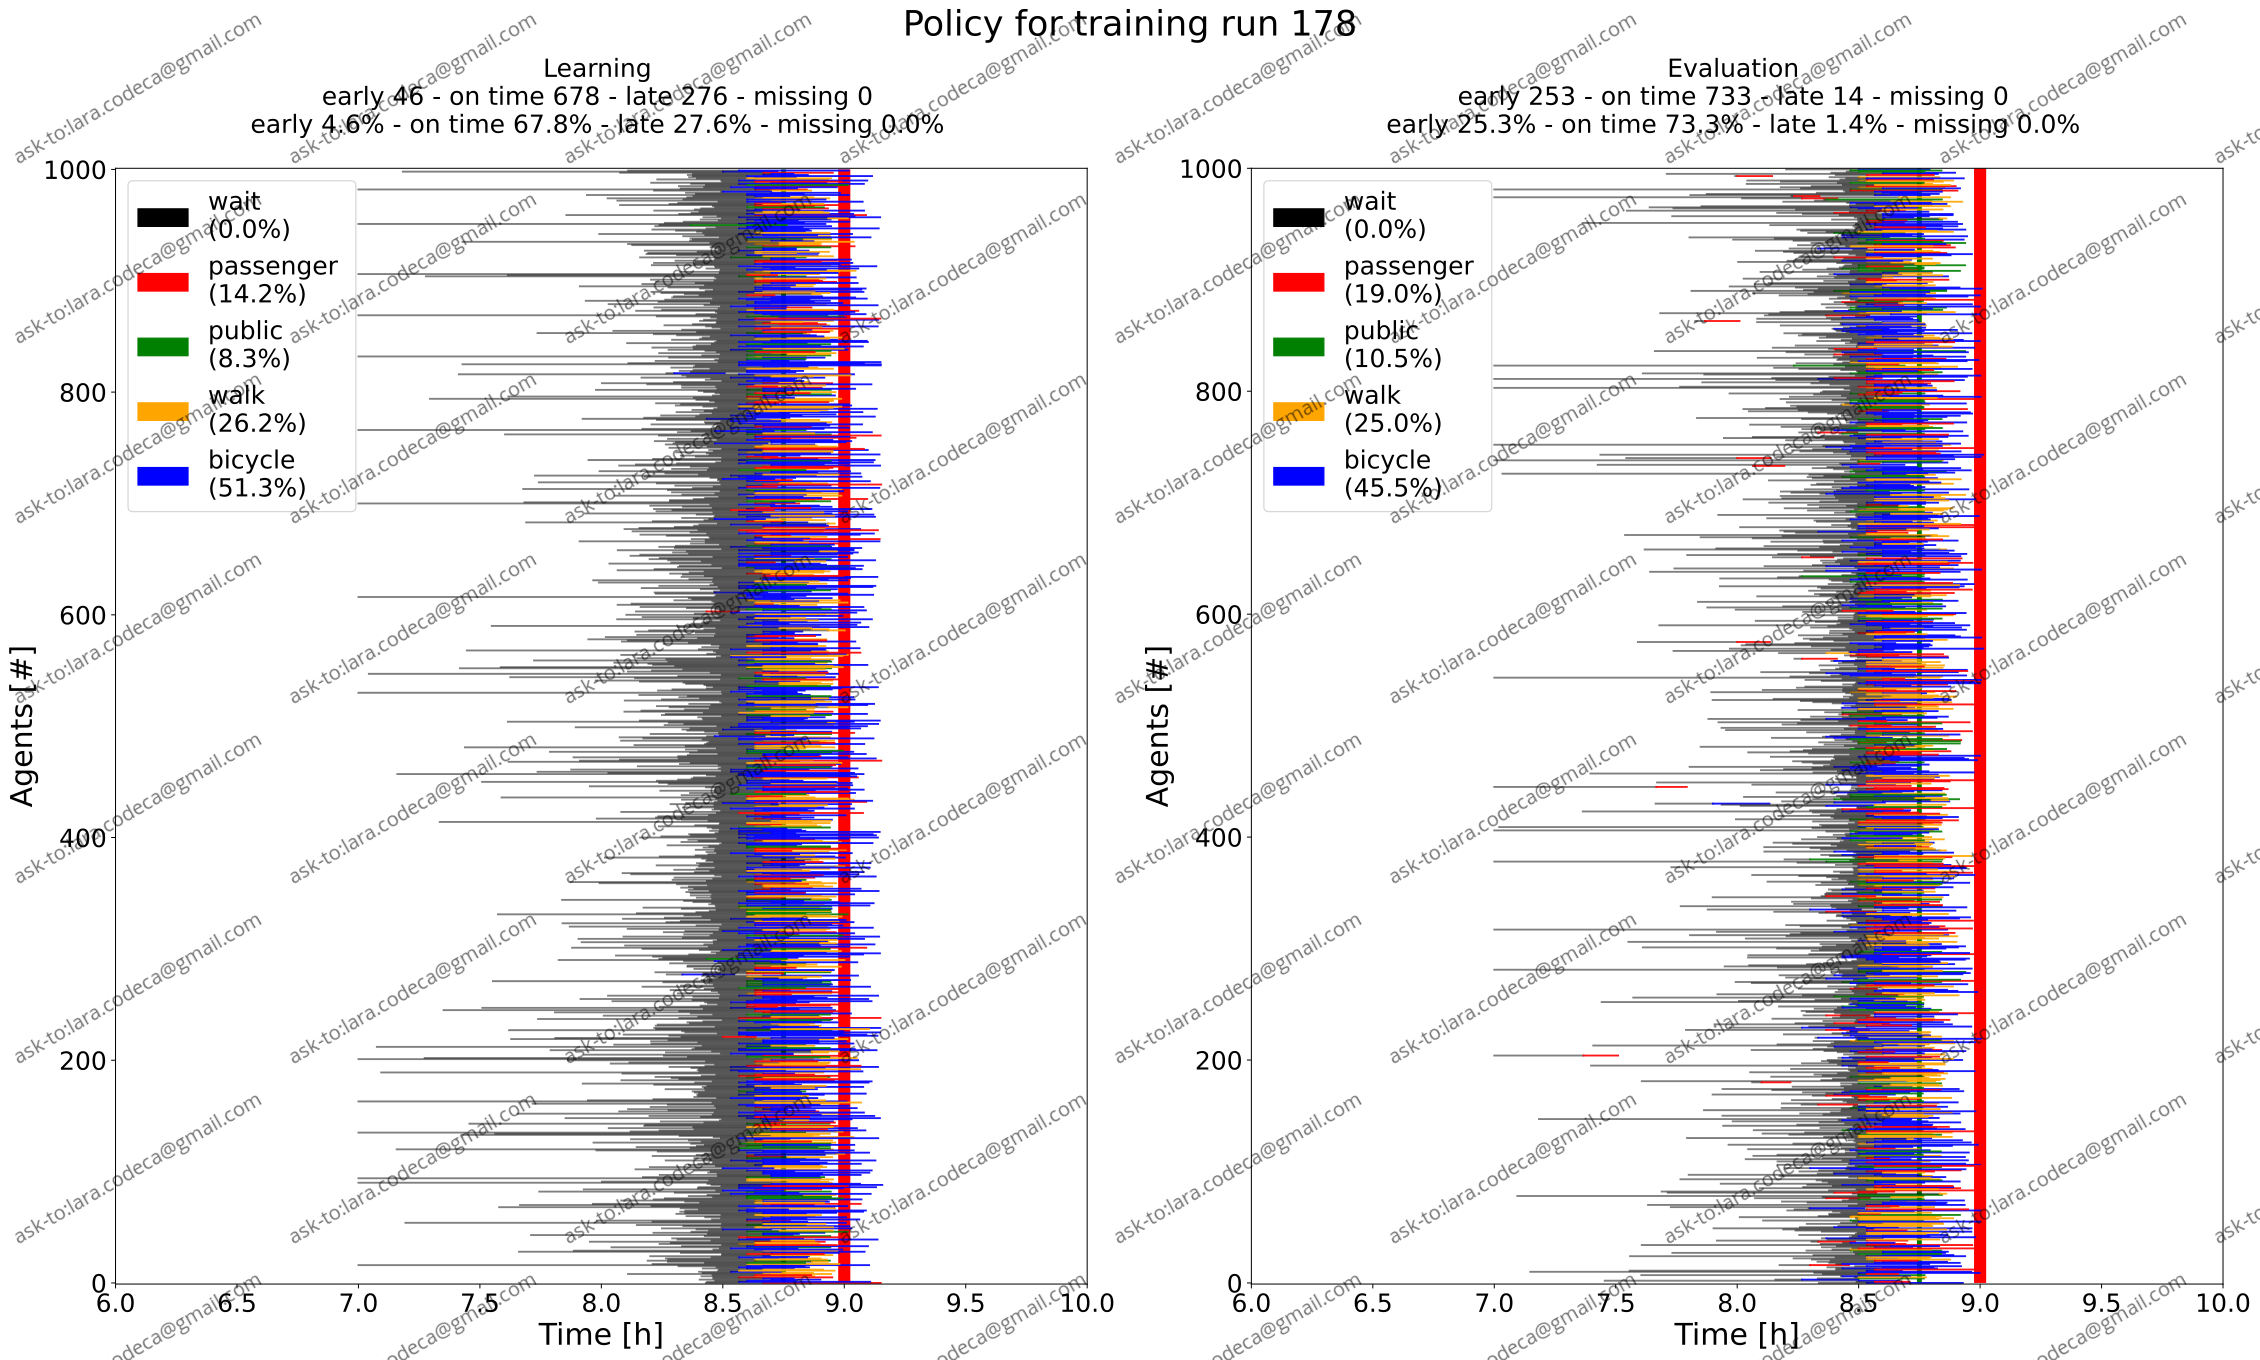 Policy for training run 178
Learning
early 46 - on time 678 - late 276 - missing 0
early 4.6% - on time 67.8% - late 27.6% - missing 0.0%
1000
800
600
400
200
0
Agents [#]
wait
(0.0%)
passenger
(14.2%)
public
(8.3%)
walk
(26.2%)
bicycle
(51.3%)
6.0 6.5 7.0 7.5 8.0 8.5 9.0 9.5 10.0
Time [h]
Evaluation
early 253 - on time 733 - late 14 - missing 0
early 25.3% - on time 73.3% - late 1.4% - missing 0.0%
1000
800
600
400
200
0
Agents [#]
wait
(0.0%)
passenger
(19.0%)
public
(10.5%)
walk
(25.0%)
bicycle
(45.5%)
6.0 6.5 7.0 7.5 8.0 8.5 9.0 9.5 10.0
Time [h]
ask-to:lara.codeca@gmail.com